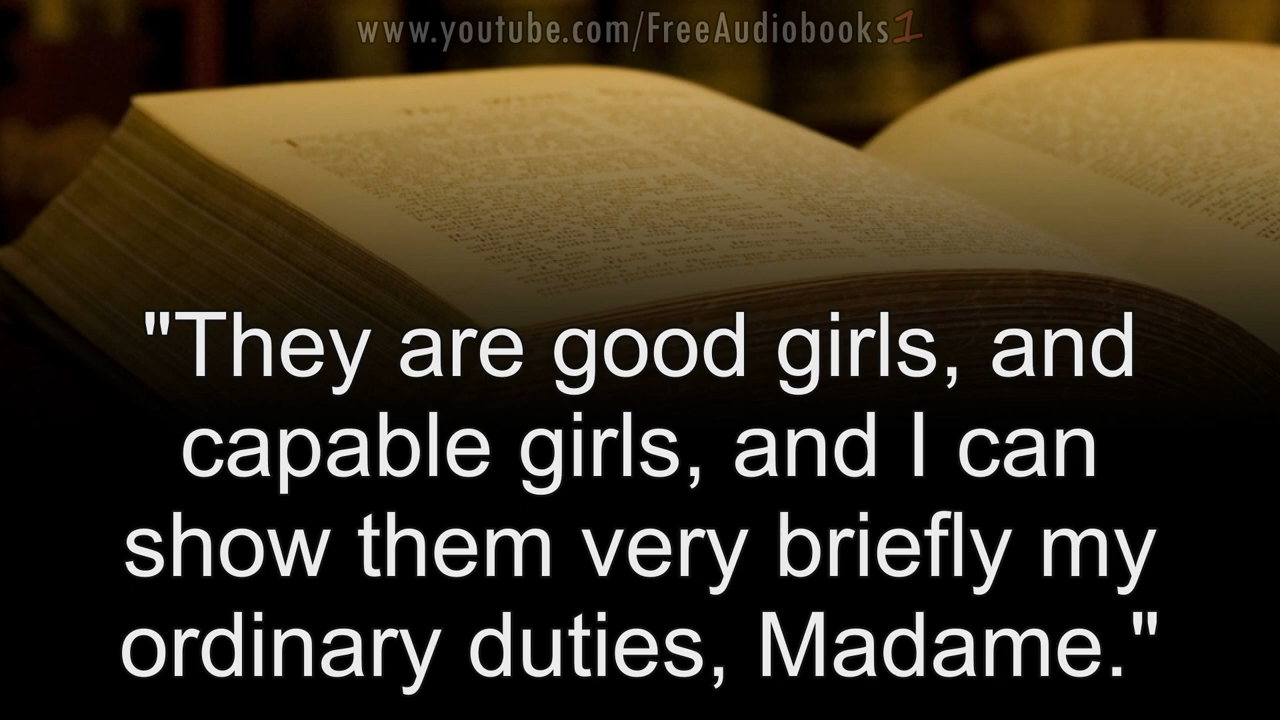 www.youtube.com/FreeAudiobooks1
"They are good girls, and
capable girls, and I can
show them very briefly my
ordinary duties, Madame."